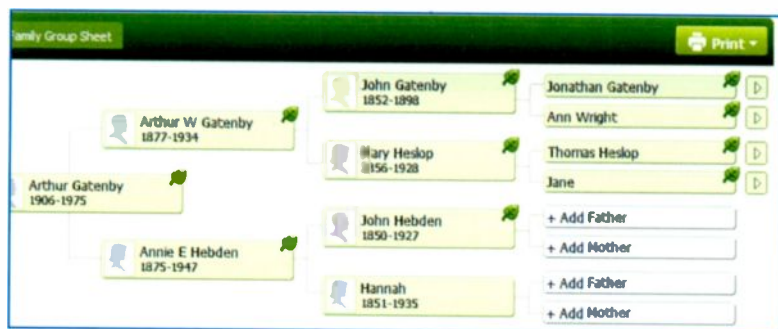 Family Group Sheet
Print
John Gatenby
1852-1898
Jonathan Gatenby
Arthur W Gatenby
1877-1934
Ann Wright
Heslop
Thomas Heslop
Jane
Arthur Gatenby
1906-1975
John Hebden
1850-1927
+ Add Father
+ Add Mother
Annie E Hebden
1875-1947
Hannah
1851-1935
+ Add Father
+ Add Mother